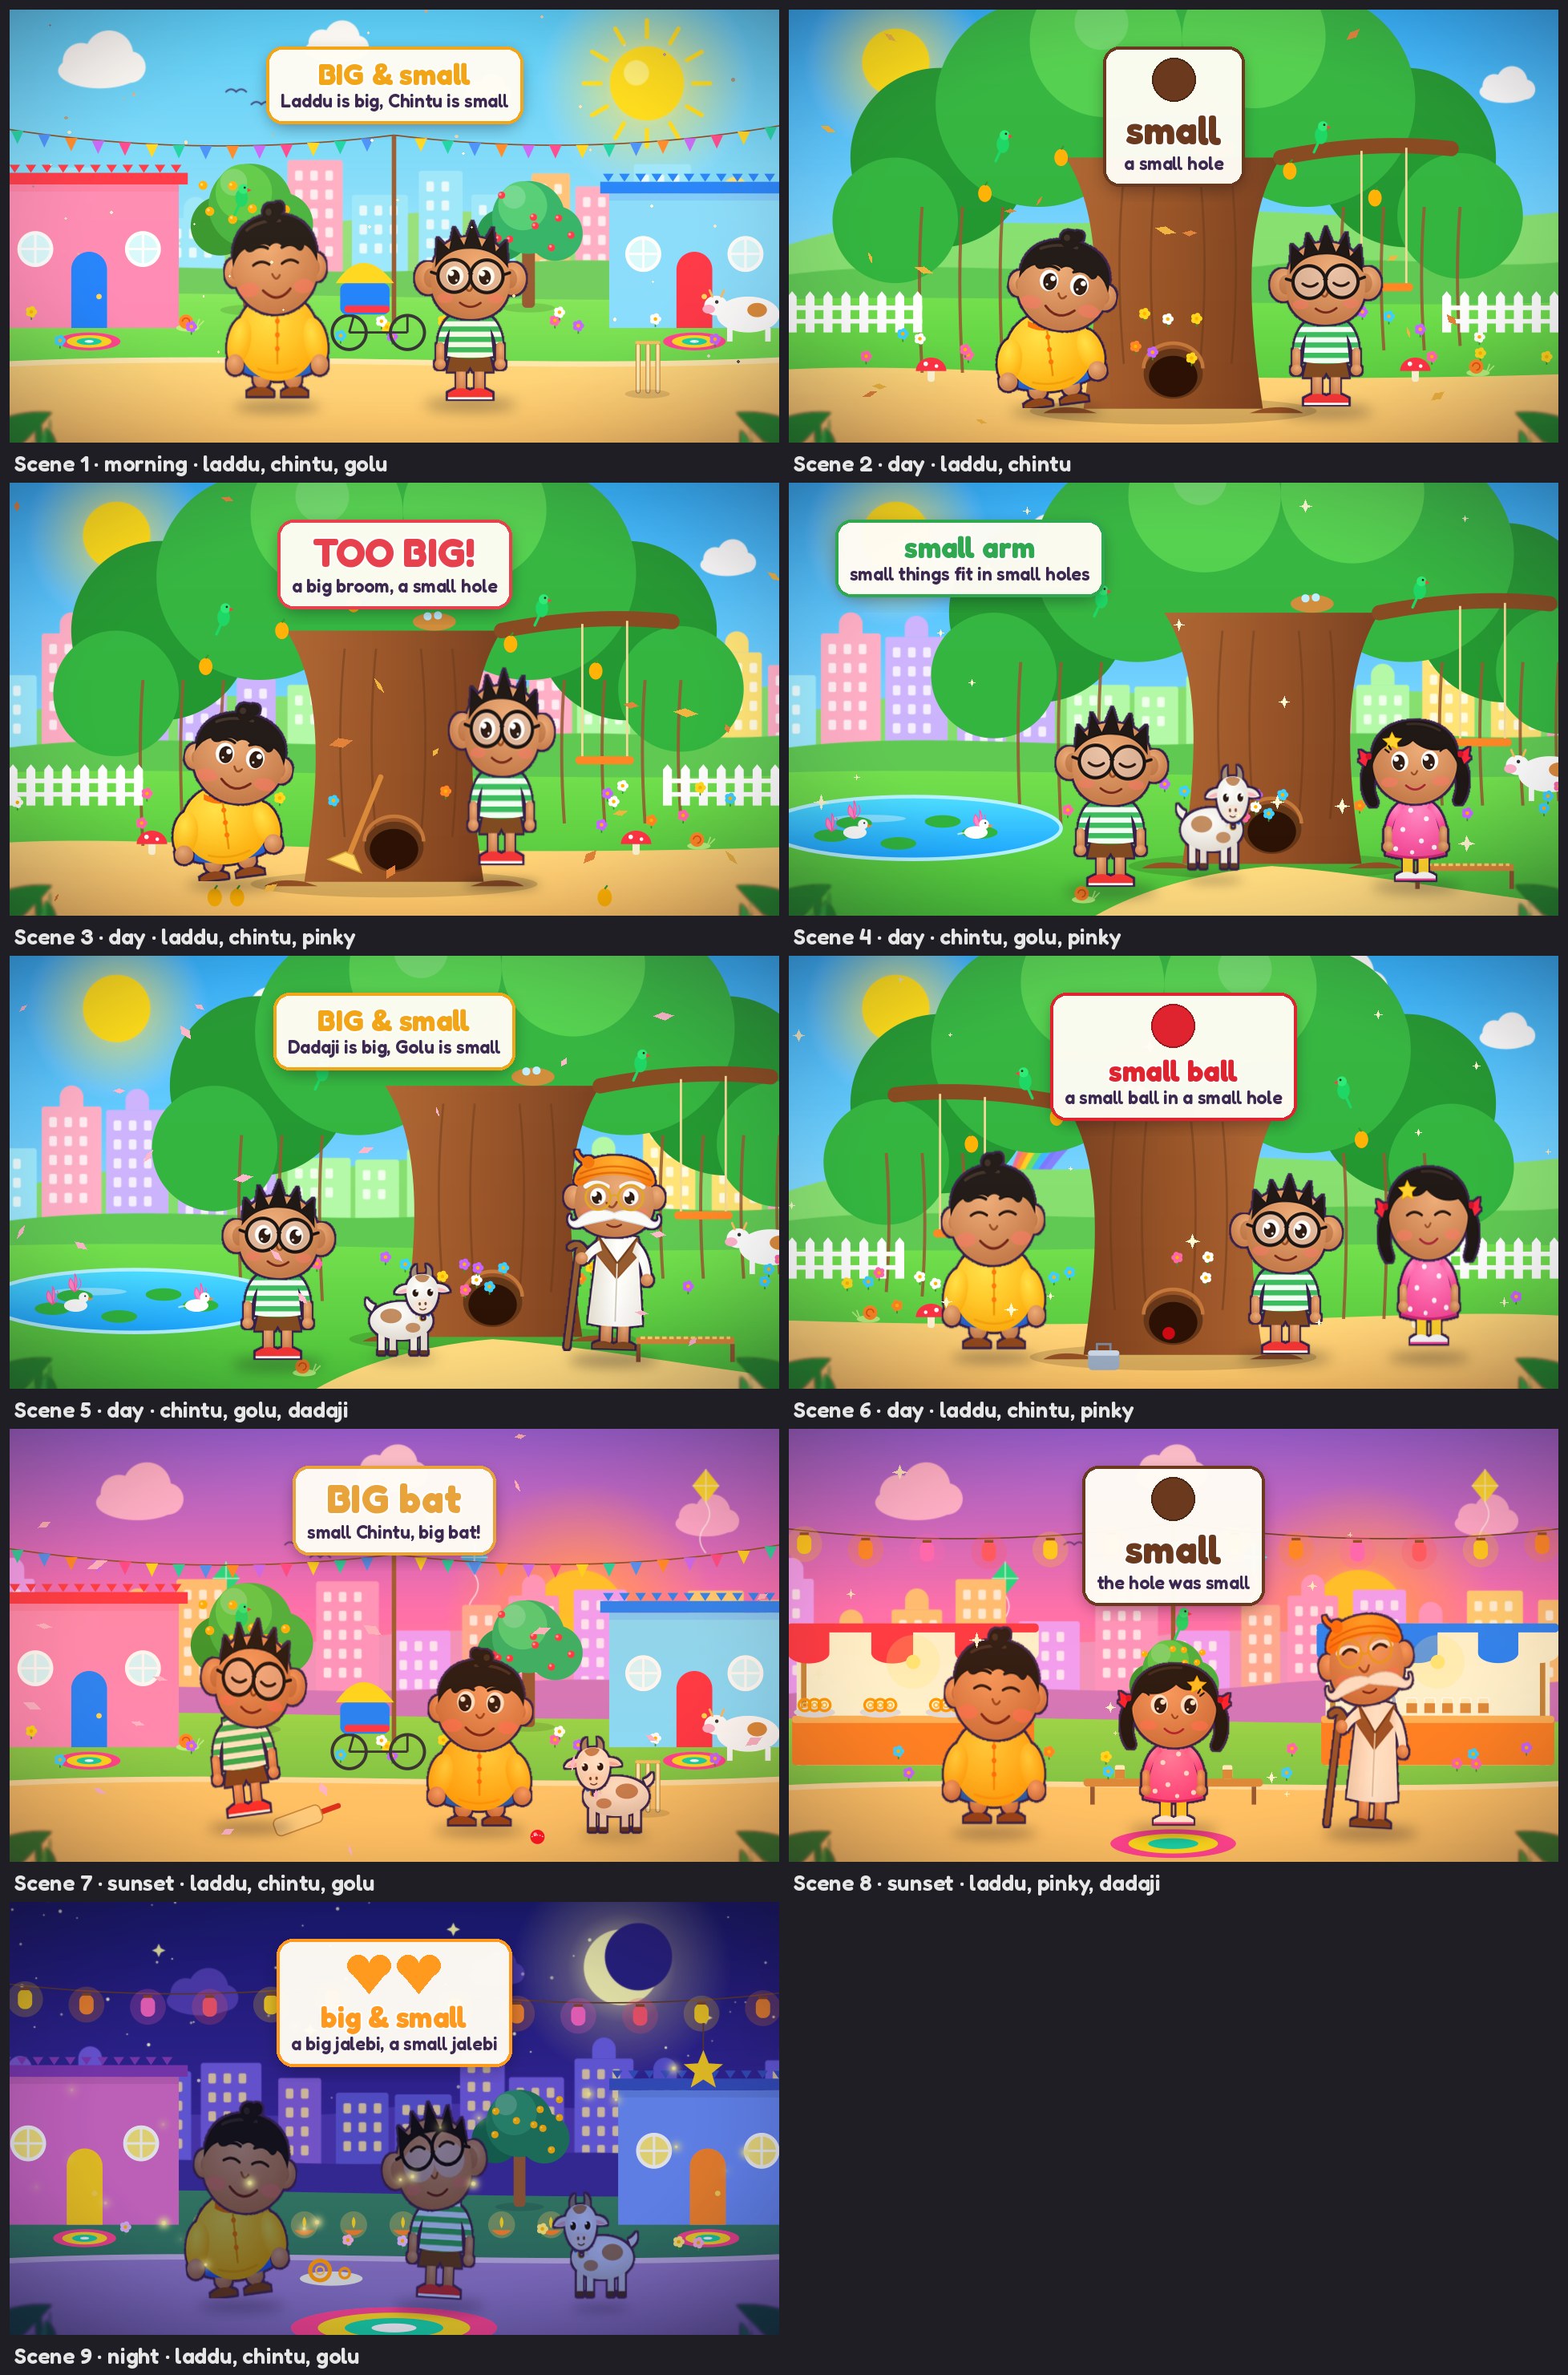 BIG & small
Laddu is big, Chintu is small
small
a small hole
Scene 1 · morning · laddu, chintu, golu
Scene 2 · day · laddu, chintu
TOO BIG!
a big broom, a small hole
small arm
small things fit in small holes
Scene 3 · day · laddu, chintu, pinky
Scene 4 · day · chintu, golu, pinky
BIG & small
Dadaji is big, Golu is small
small ball
a small ball in a small hole
Scene 5 · day · chintu, golu, dadaji
Scene 6 · day · laddu, chintu, pinky
BIG bat
small Chintu, big bat!
small
the hole was small
Scene 7 · sunset · laddu, chintu, golu
Scene 8 · sunset · laddu, pinky, dadaji
big & small
a big jalebi, a small jalebi
Scene 9 · night · laddu, chintu, golu